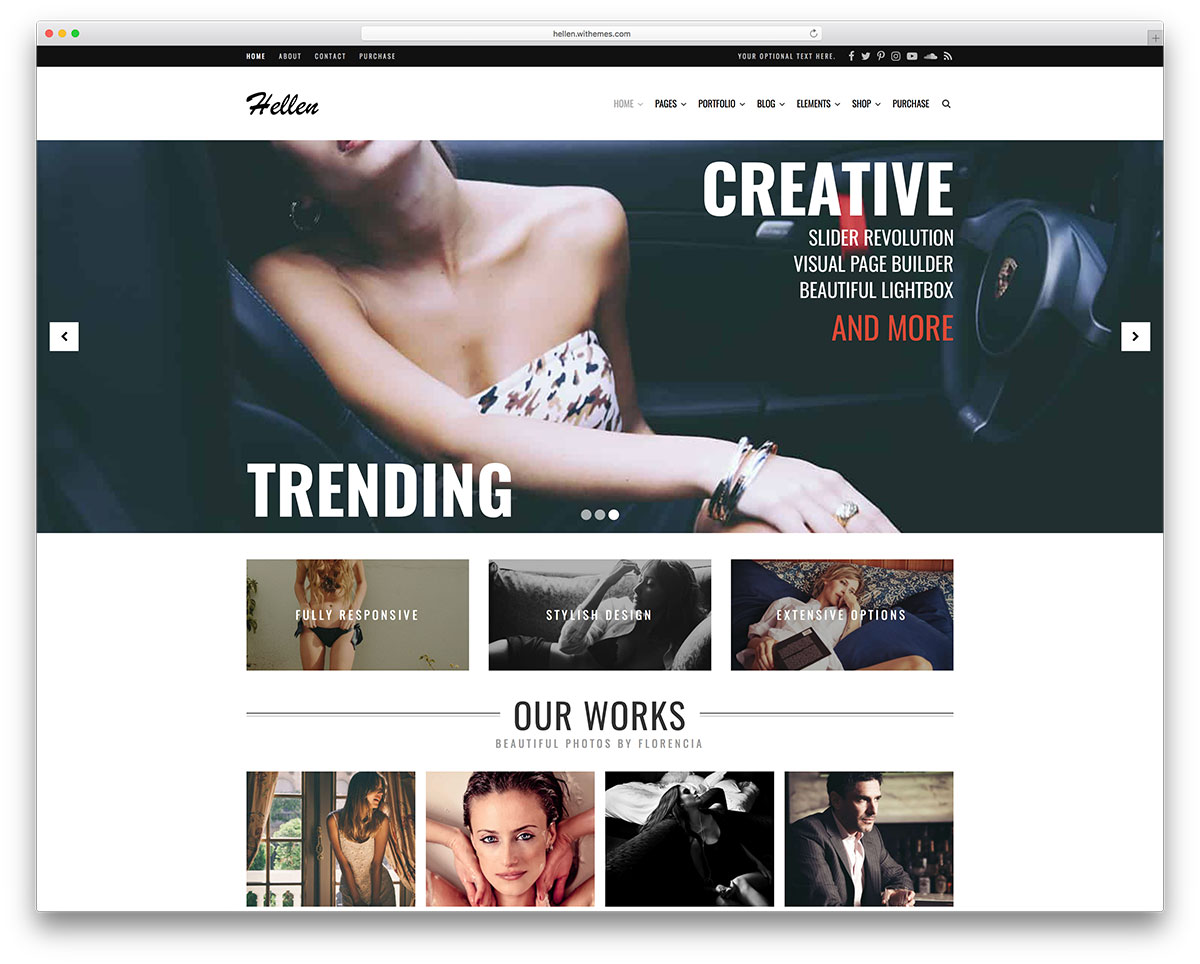 hellen.withemes.com
HOME ABOUT CONTACT PURCHASE YOUR OPTIONAL TEXT HERE.
Hellen HOME PAGES PORTFOLIO BLOG ELEMENTS SHOP PURCHASE
CREATIVE
SLIDER REVOLUTION
VISUAL PAGE BUILDER
BEAUTIFUL LIGHTBOX
AND MORE
TRENDING
FULLY RESPONSIVE STYLISH DESIGN EXTENSIVE OPTIONS
OUR WORKS
BEAUTIFUL PHOTOS BY FLORENCIA